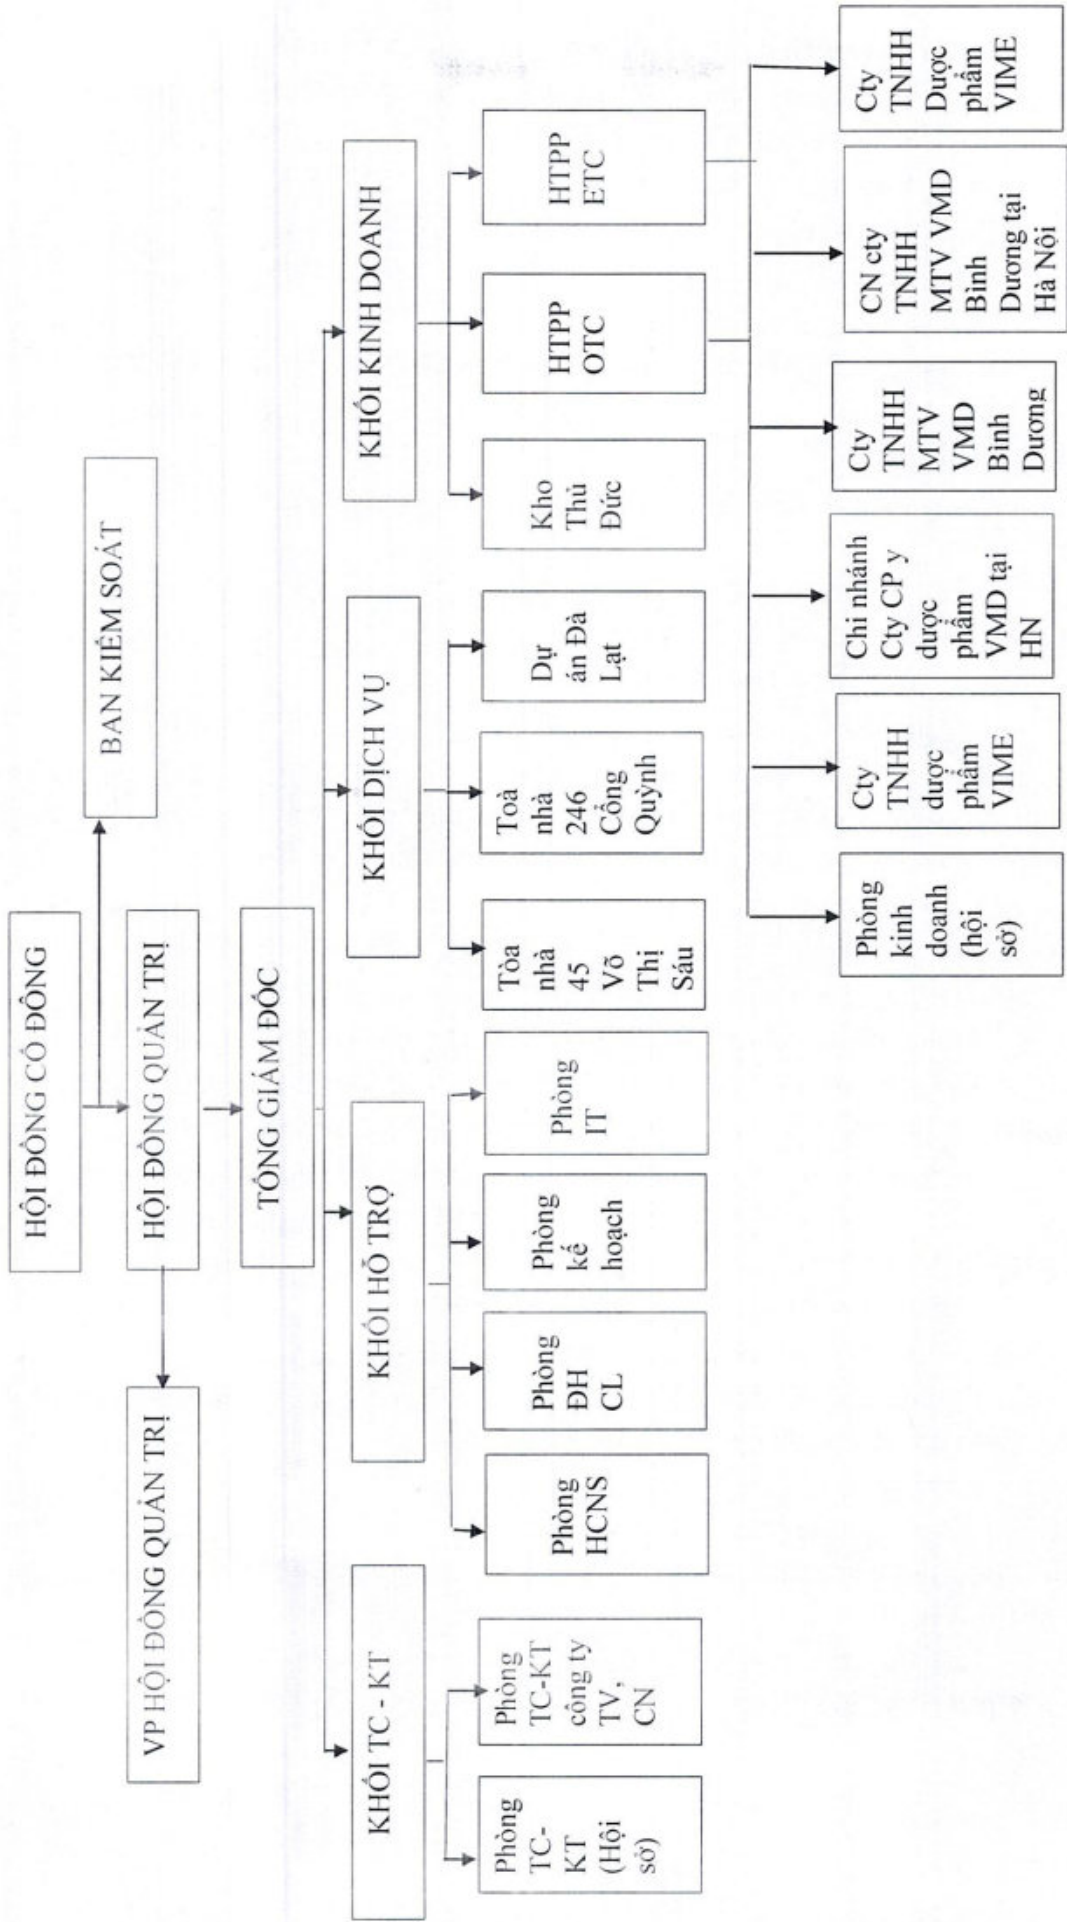 HỘI ĐỒNG CỔ ĐÔNG
BAN KIỂM SOÁT
VP HỘI ĐỒNG QUẢN TRỊ
HỘI ĐỒNG QUẢN TRỊ
TỔNG GIÁM ĐỐC
KHỐI TC - KT
KHỐI HỖ TRỢ
KHỐI DỊCH VỤ
KHỐI KINH DOANH
Phòng
TC-
KT
(Hội
sở)
Phòng
TC-KT
công ty
TV,
CN
Phòng
HCNS
Phòng
ĐH
CL
Phòng
kế
hoạch
Phòng
IT
Tòa
nhà
45
Võ
Thị
Sáu
Toà
nhà
246
Cống
Quỳnh
Dự
án Đà
Lạt
Kho
Thủ
Đức
HTPP
OTC
HTPP
ETC
Phòng
kinh
doanh
(hội
sở)
Cty
TNHH
dược
phẩm
VIME
Chi nhánh
Cty CP y
dược
phẩm
VMD tại
HN
Cty
TNHH
MTV
VMD
Bình
Dương
CN cty
TNHH
MTV VMD
Bình
Dương tại
Hà Nội
Cty
TNHH
Dược
phẩm
VIME